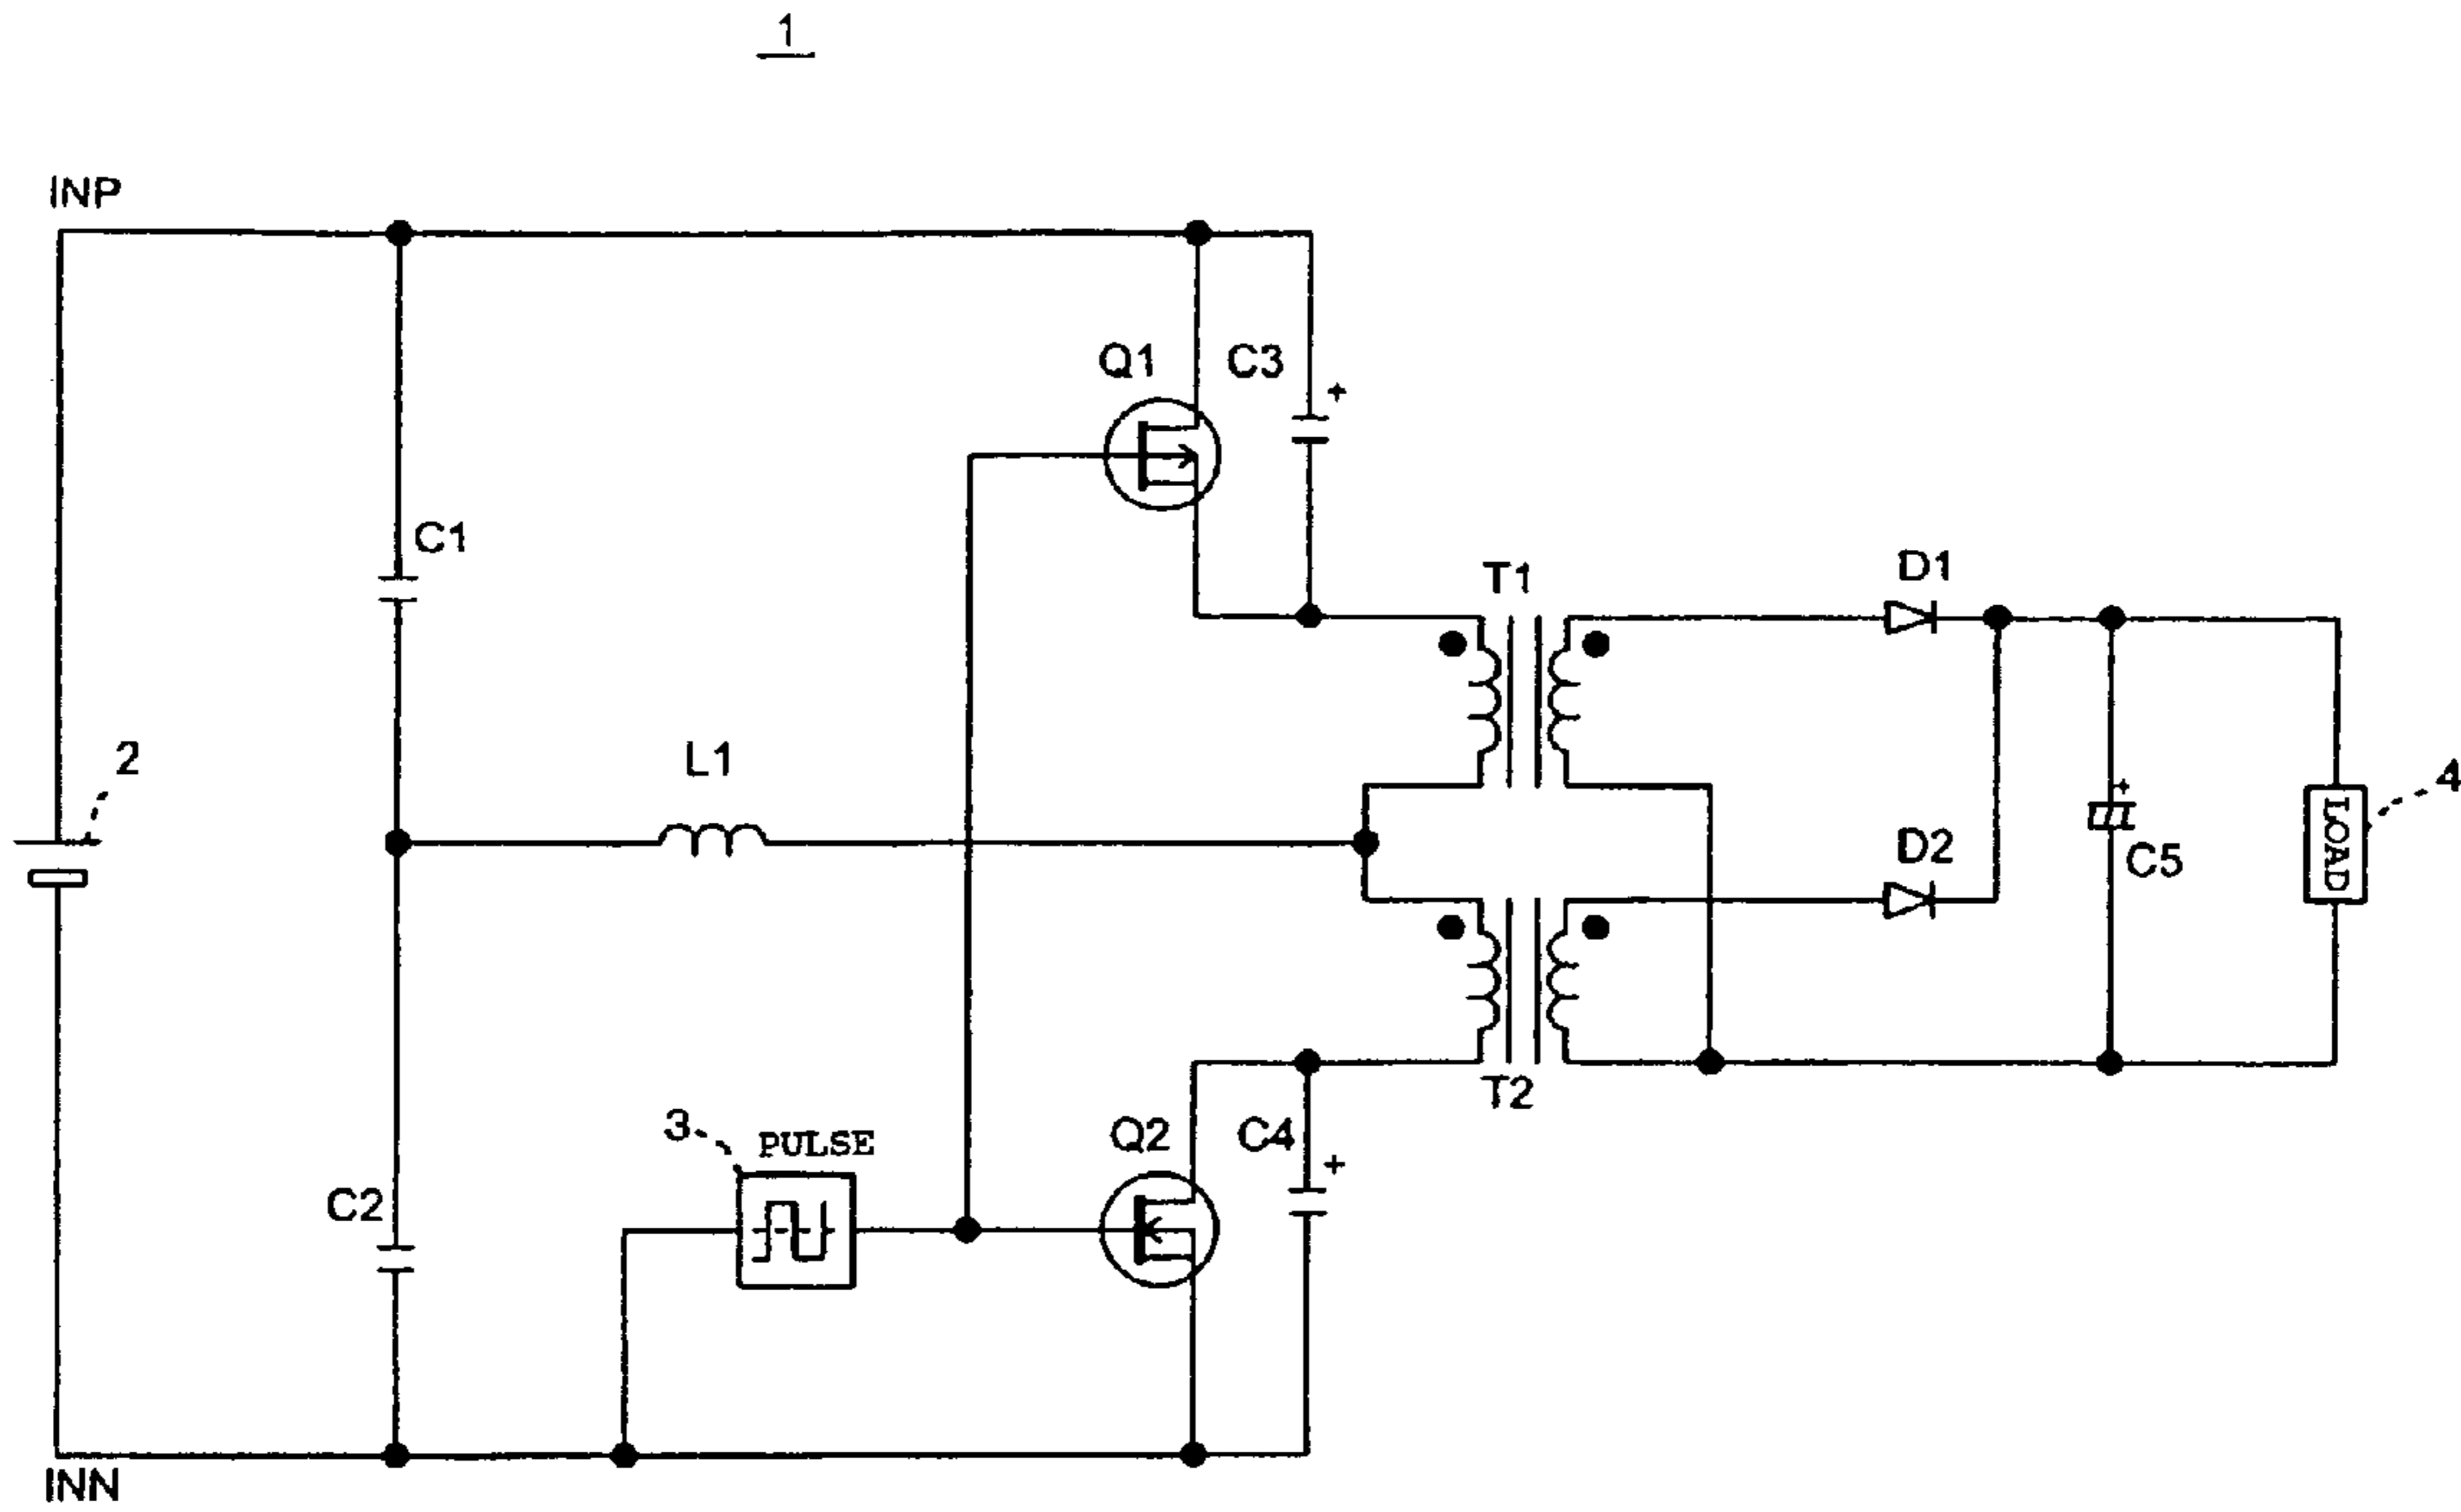 1
INP
Q1
C3
+
C1
T1
D1
2
L1
4
LOAD
+
D2
C5
T2
3
PULSE
Q2
C4
+
C2
INN